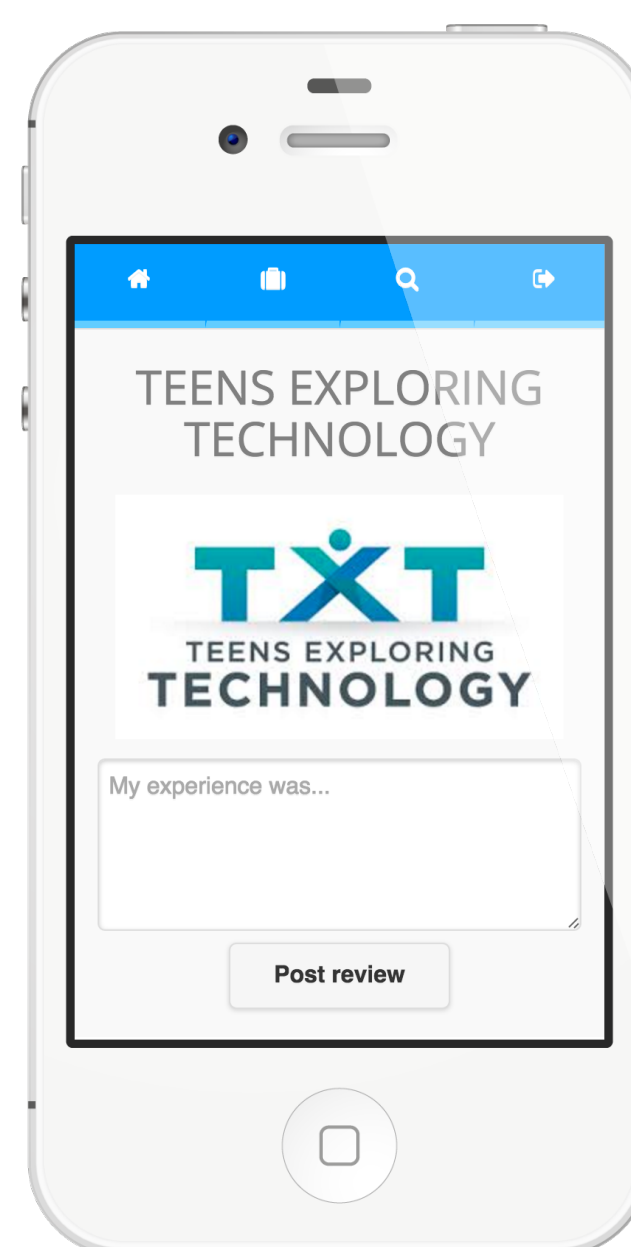 TEENS EXPLORING
TECHNOLOGY
TXT
TEENS EXPLORING
TECHNOLOGY
My experience was...
Post review